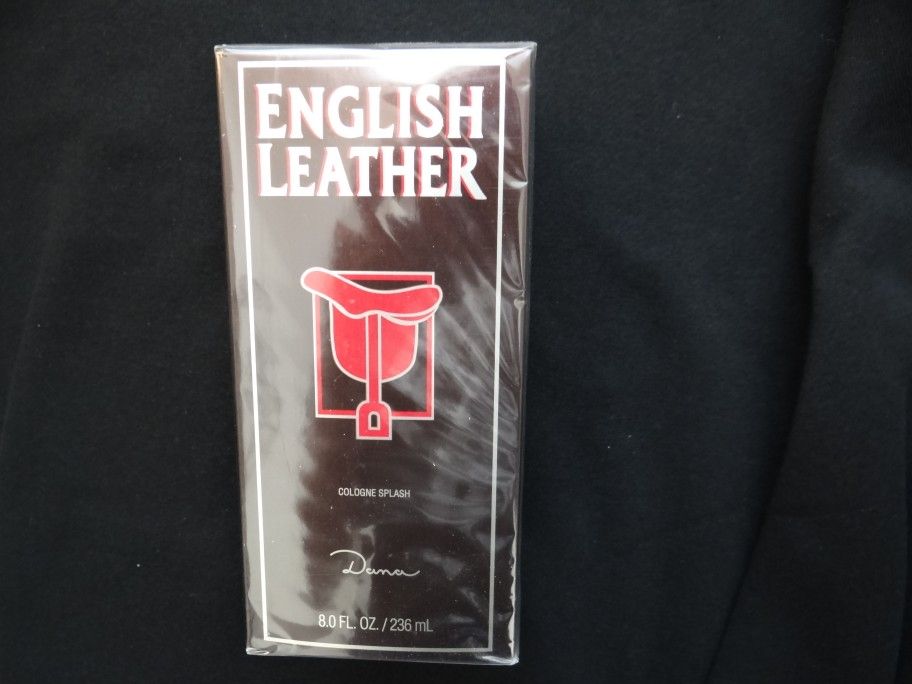 ENGLISH
LEATHER
COLOGNE SPLASH
Dana
8.0 FL. OZ. / 236 mL